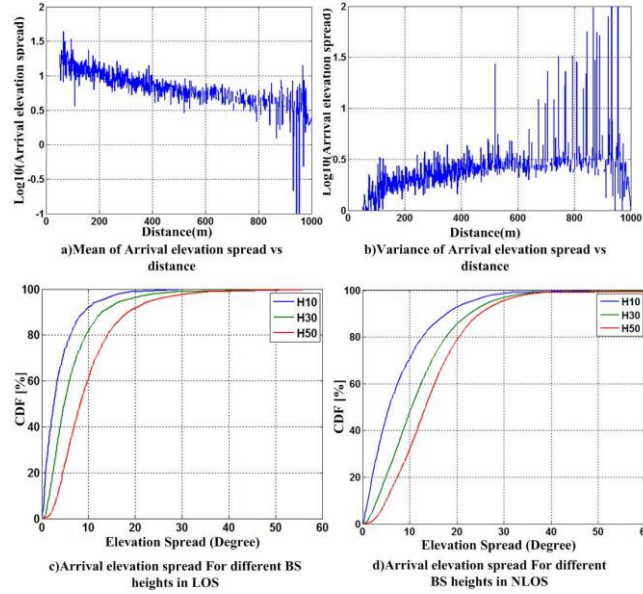 Log10(Arrival elevation spread)
2
1.5
1
0.5
0
-0.5
-1
0
200
400
600
800
1000
Distance(m)
a)Mean of Arrival elevation spread vs
distance
Log10(Arrival elevation spread)
2
1.5
1
0.5
0
0
200
400
600
800
1000
Distance(m)
b)Variance of Arrival elevation spread vs
distance
CDF [%]
100
80
60
40
20
0
0
10
20
30
40
50
60
H10
H30
H50
Elevation Spread (Degree)
c)Arrival elevation spread For different BS
heights in LOS
CDF [%]
100
80
60
40
20
0
0
10
20
30
40
50
H10
H30
H50
Elevation Spread (Degree)
d)Arrival elevation spread For different
BS heights in NLOS